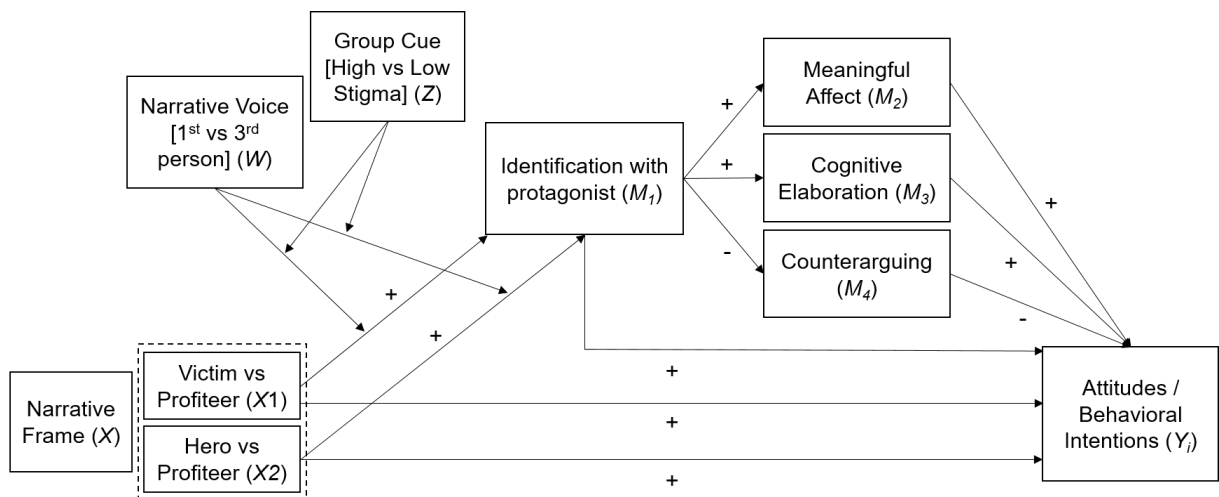 Group Cue
[High vs Low
Stigma] (Z)
Narrative Voice
[1st vs 3rd
person] (W)
Identification with
protagonist (M1)
Meaningful
Affect (M2)
Cognitive
Elaboration (M3)
Counterarguing
(M4)
+
+
-
+
+
-
+
+
+
+
+
Narrative
Frame (X)
Victim vs
Profiteer (X1)
Hero vs
Profiteer (X2)
Attitudes /
Behavioral
Intentions (Yi)